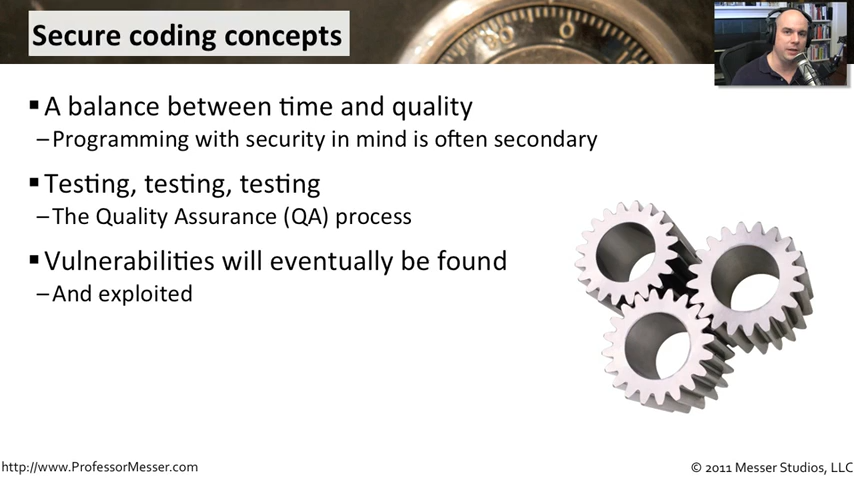 Secure coding concepts
▪A balance between time and quality
–Programming with security in mind is often secondary
▪Testing, testing, testing
–The Quality Assurance (QA) process
▪Vulnerabilities will eventually be found
–And exploited
http://www.ProfessorMesser.com
© 2011 Messer Studios, LLC